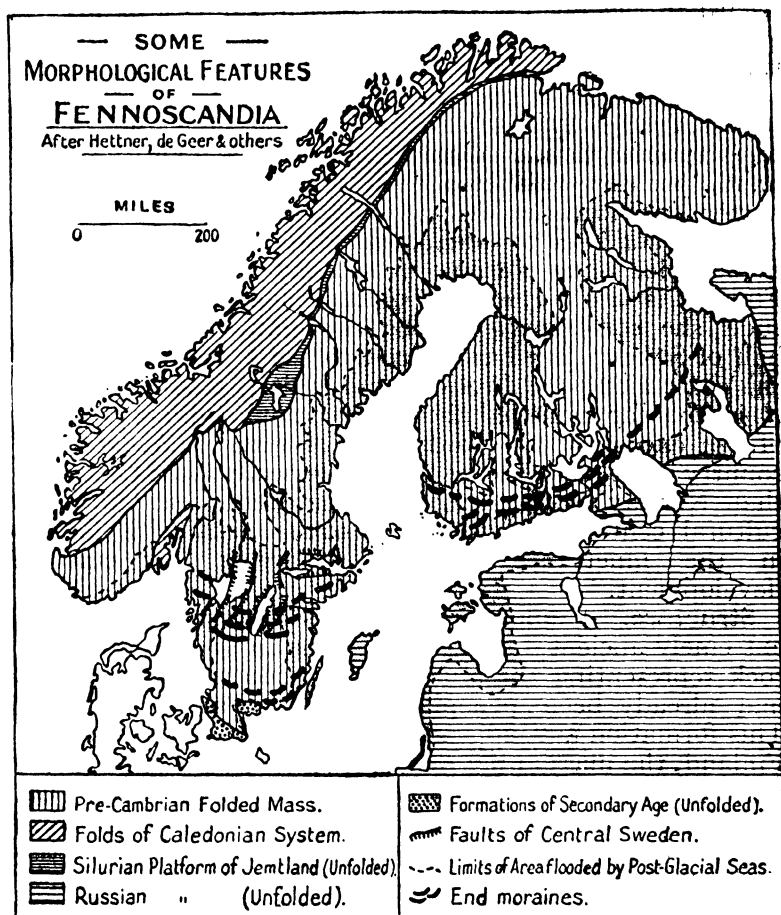 SOME
MORPHOLOGICAL FEATURES
OF
FENNOSCANDIA
After Hettner, de Geer & others
MILES
0 200
Pre-Cambrian Folded Mass.
Folds of Caledonian System.
Silurian Platform of Jemtland (Unfolded).
Russian " (Unfolded).
Formations of Secondary Age (Unfolded).
Faults of Central Sweden.
Limits of Area flooded by Post-Glacial Seas.
End moraines.